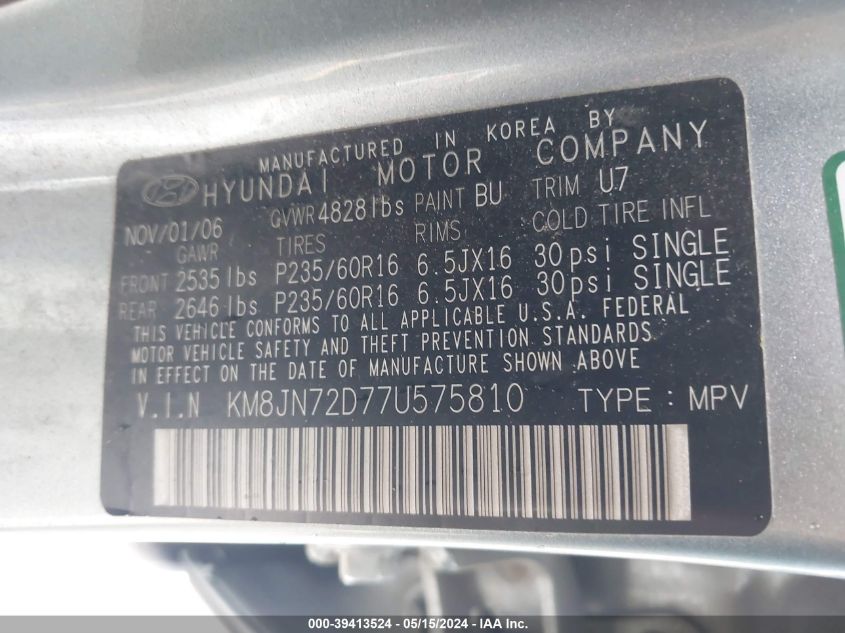 MANUFACTURED IN KOREA BY
HYUNDAI MOTOR COMPANY
NOV/01/06 GVWR 4828 lbs PAINT BU TRIM U7
GAWR TIRES RIMS COLD TIRE INFL
FRONT 2535 lbs P235/60R16 6.5JX16 30psi SINGLE
REAR 2646 lbs P235/60R16 6.5JX16 30psi SINGLE
THIS VEHICLE CONFORMS TO ALL APPLICABLE U.S.A. FEDERAL
MOTOR VEHICLE SAFETY AND THEFT PREVENTION STANDARDS
IN EFFECT ON THE DATE OF MANUFACTURE SHOWN ABOVE
V.I.N KM8JN72D77U575810 TYPE: MPV
000-39413524 - 05/15/2024 - IAA Inc.